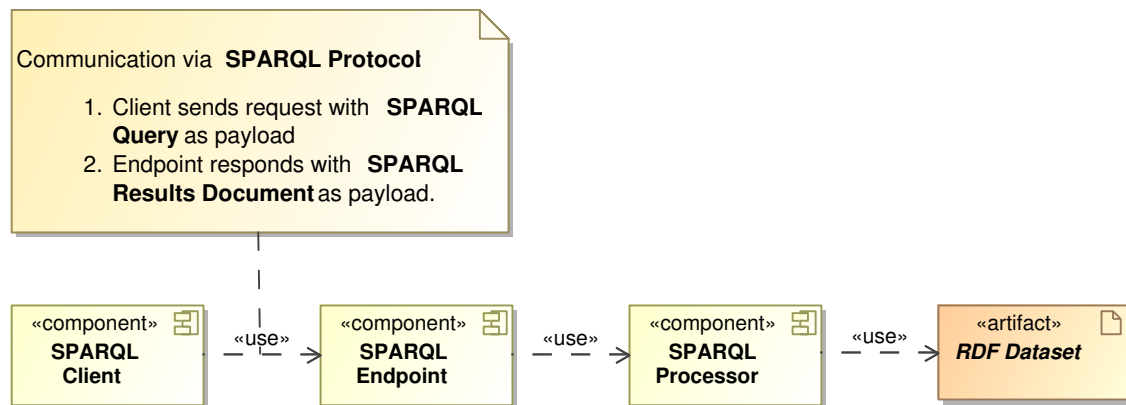 Communication via SPARQL Protocol
1. Client sends request with SPARQL
Query as payload
2. Endpoint responds with SPARQL
Results Document as payload.
«component»
SPARQL
Client
«use»
«component»
SPARQL
Endpoint
«use»
«component»
SPARQL
Processor
«use»
«artifact»
RDF Dataset